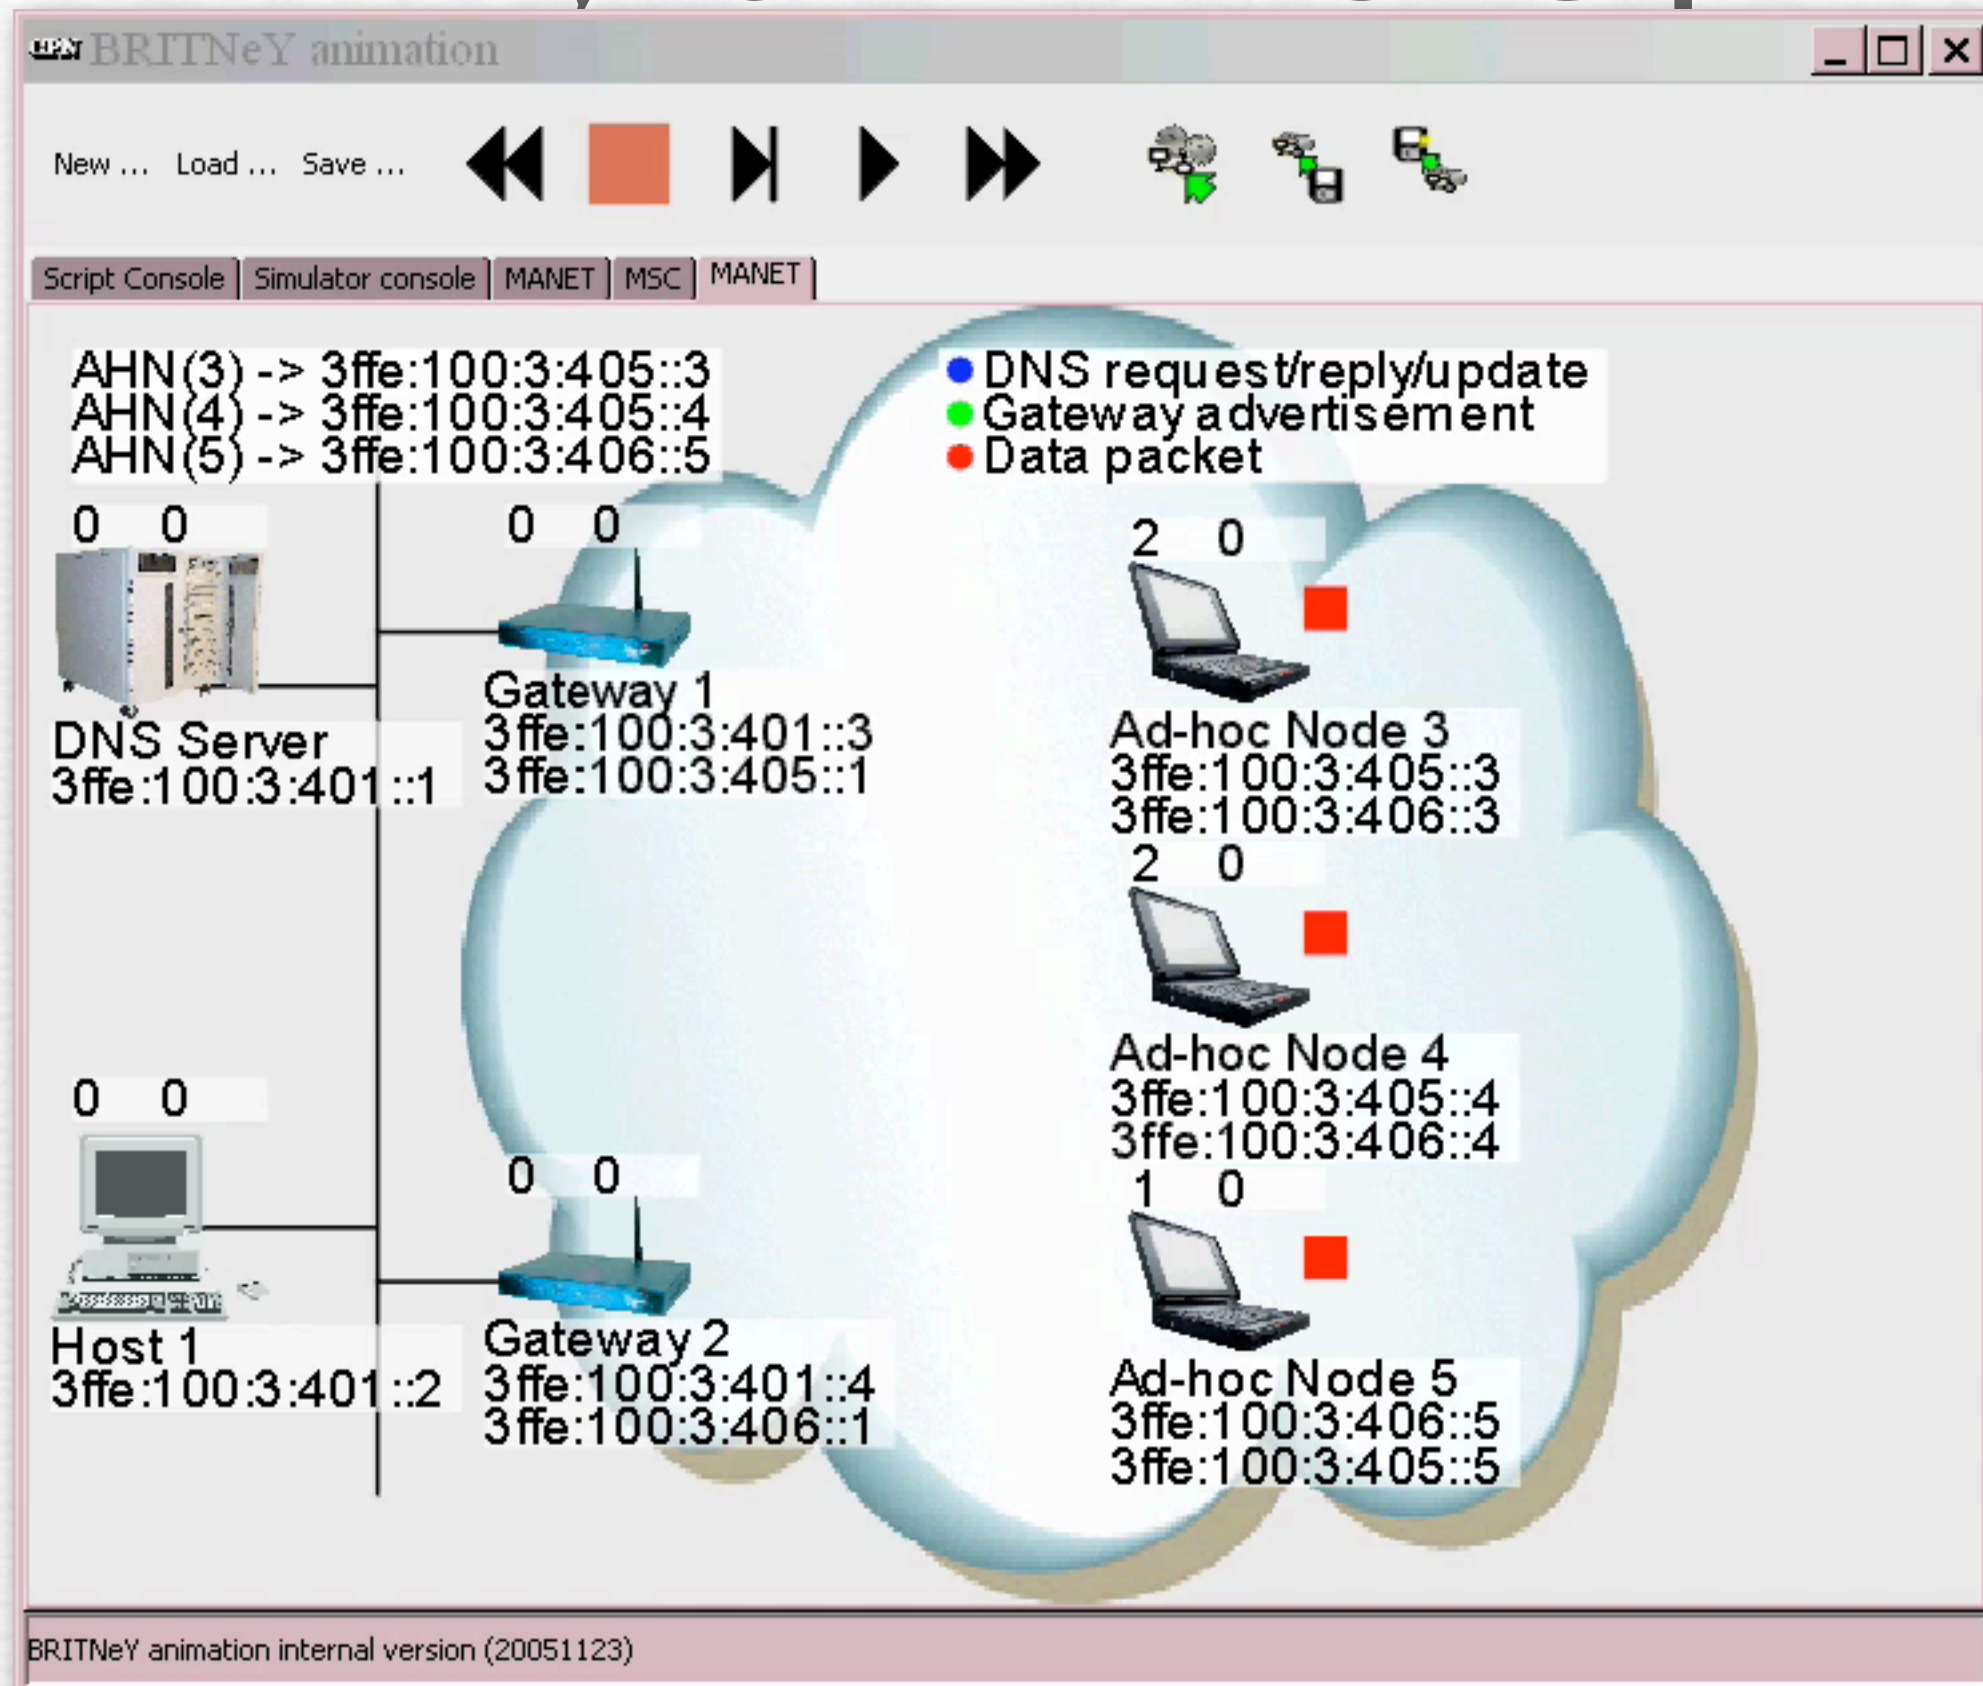 CPN BRITNeY animation
New ... Load ... Save ...
Script Console Simulator console MANET MSC MANET
AHN(3) -> 3ffe:100:3:405::3
AHN(4) -> 3ffe:100:3:405::4
AHN(5) -> 3ffe:100:3:406::5
DNS request/reply/update
Gateway advertisement
Data packet
0 0
DNS Server
3ffe:100:3:401::1
0 0
Gateway 1
3ffe:100:3:401::3
3ffe:100:3:405::1
2 0
Ad-hoc Node 3
3ffe:100:3:405::3
3ffe:100:3:406::3
2 0
Ad-hoc Node 4
3ffe:100:3:405::4
3ffe:100:3:406::4
0 0
Host 1
3ffe:100:3:401::2
0 0
Gateway 2
3ffe:100:3:401::4
3ffe:100:3:406::1
1 0
Ad-hoc Node 5
3ffe:100:3:406::5
3ffe:100:3:405::5
BRITNeY animation internal version (20051123)